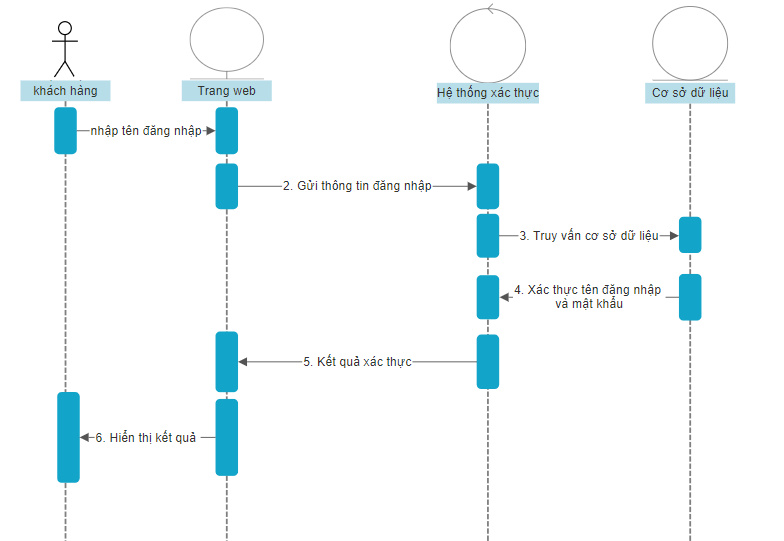 khách hàng
Trang web
Hệ thống xác thực
Cơ sở dữ liệu
nhập tên đăng nhập
2. Gửi thông tin đăng nhập
3. Truy vấn cơ sở dữ liệu
4. Xác thực tên đăng nhập
và mật khẩu
5. Kết quả xác thực
6. Hiển thị kết quả